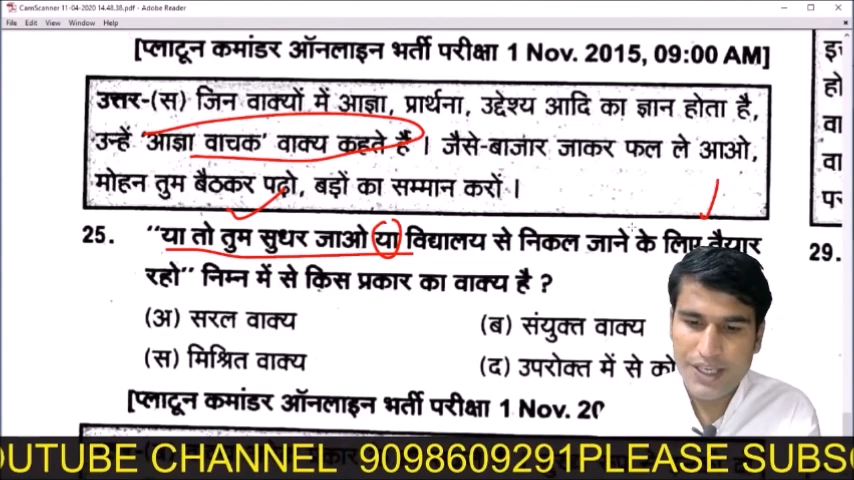 CamScanner 11-04-2020 14.48.38.pdf - Adobe Reader
File Edit View Window Help
[प्लाटून कमांडर ऑनलाइन भर्ती परीक्षा 1 Nov. 2015, 09:00 AM]
उत्तर-(स) जिन वाक्यों में आज्ञा, प्रार्थना, उद्देश्य आदि का ज्ञान होता है,
उन्हें 'आज्ञा वाचक' वाक्य कहते हैं । जैसे-बाजार जाकर फल ले आओ,
मोहन तुम बैठकर पढ़ो, बड़ों का सम्मान करों ।
25. "या तो तुम सुधर जाओ या विद्यालय से निकल जाने के लिए तैयार
रहो" निम्न में से किस प्रकार का वाक्य है ?
(अ) सरल वाक्य (ब) संयुक्त वाक्य
(स) मिश्रित वाक्य (द) उपरोक्त में से को
[प्लाटून कमांडर ऑनलाइन भर्ती परीक्षा 1 Nov. 20
29.
OUTUBE CHANNEL 9098609291PLEASE SUBSC